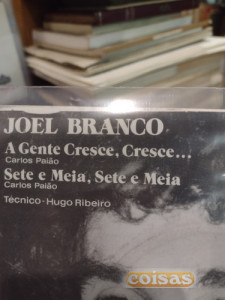 JOEL BRANCO
A Gente Cresce, Cresce...
Carlos Paião
Sete e Meia, Sete e Meia
Carlos Paião
Técnico - Hugo Ribeiro
coisas